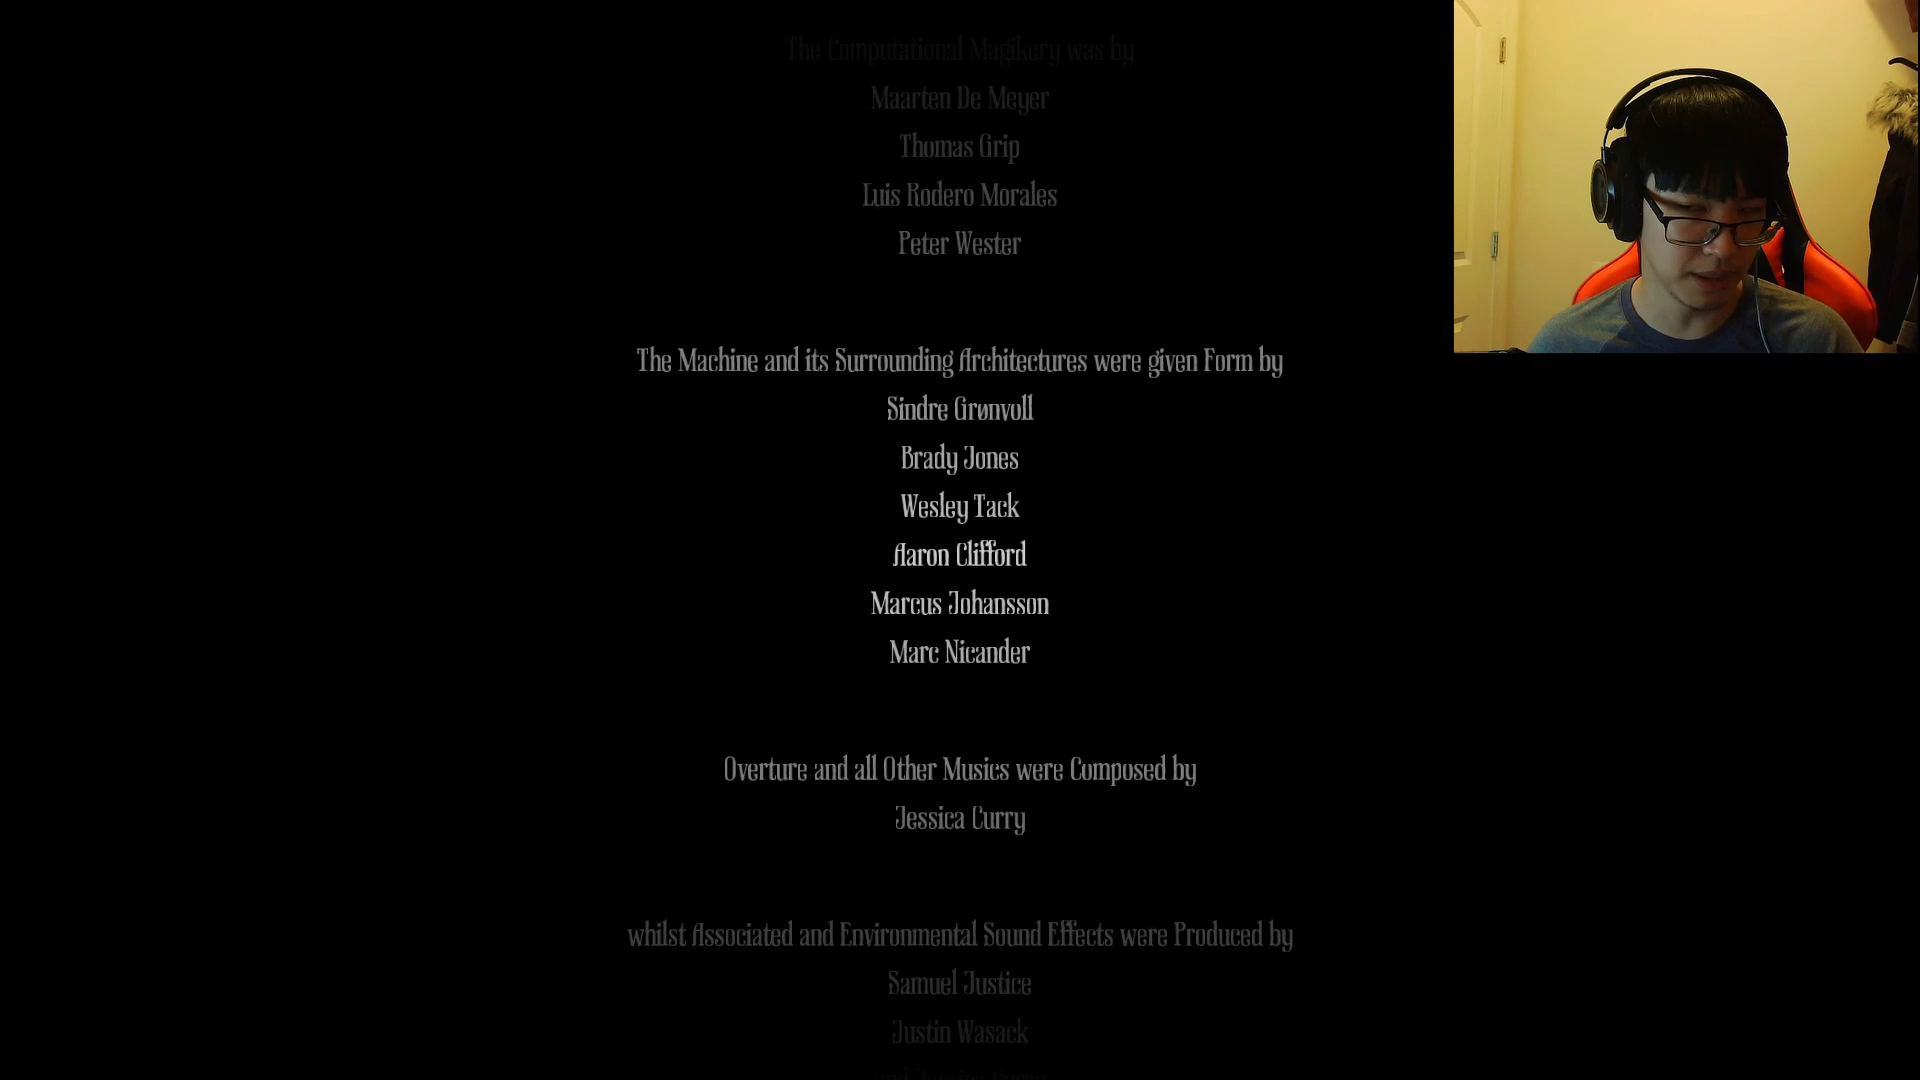 The Computational Magikery was by
Maarten De Meyer
Thomas Grip
Luis Rodero Morales
Peter Wester
The Machine and its Surrounding Architectures were given Form by
Sindre Grønvoll
Brady Jones
Wesley Tack
Aaron Clifford
Marcus Johansson
Marc Nicander
Overture and all Other Musics were Composed by
Jessica Curry
whilst Associated and Environmental Sound Effects were Produced by
Samuel Justice
Justin Wasack
and Jessica Curry